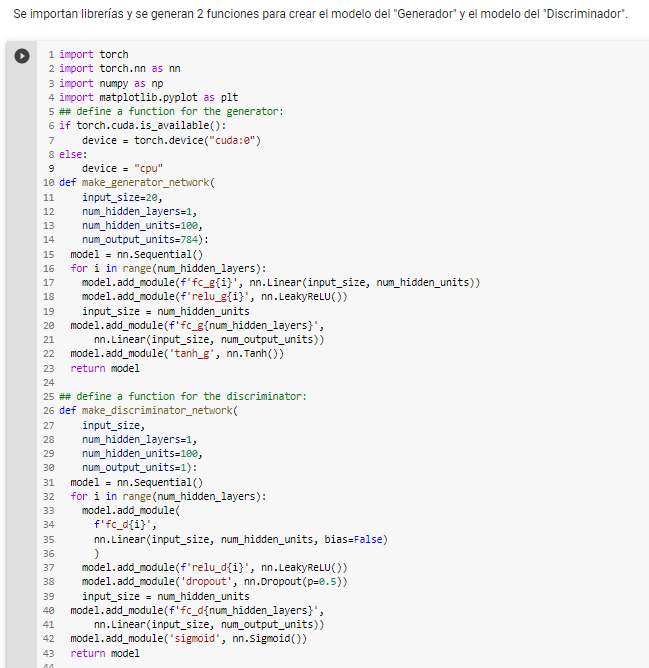 Se importan librerías y se generan 2 funciones para crear el modelo del "Generador" y el modelo del "Discriminador".
1 import torch
2 import torch.nn as nn
3 import numpy as np
4 import matplotlib.pyplot as plt
5 ## define a function for the generator:
6 if torch.cuda.is_available():
7     device = torch.device("cuda:0")
8 else:
9     device = "cpu"
10 def make_generator_network(
11     input_size=20,
12     num_hidden_layers=1,
13     num_hidden_units=100,
14     num_output_units=784):
15   model = nn.Sequential()
16   for i in range(num_hidden_layers):
17     model.add_module(f'fc_g{i}', nn.Linear(input_size, num_hidden_units))
18     model.add_module(f'relu_g{i}', nn.LeakyReLU())
19     input_size = num_hidden_units
20   model.add_module(f'fc_g{num_hidden_layers}',
21       nn.Linear(input_size, num_output_units))
22   model.add_module('tanh_g', nn.Tanh())
23   return model
24
25 ## define a function for the discriminator:
26 def make_discriminator_network(
27     input_size,
28     num_hidden_layers=1,
29     num_hidden_units=100,
30     num_output_units=1):
31   model = nn.Sequential()
32   for i in range(num_hidden_layers):
33     model.add_module(
34       f'fc_d{i}',
35       nn.Linear(input_size, num_hidden_units, bias=False)
36       )
37     model.add_module(f'relu_d{i}', nn.LeakyReLU())
38     model.add_module('dropout', nn.Dropout(p=0.5))
39     input_size = num_hidden_units
40   model.add_module(f'fc_d{num_hidden_layers}',
41       nn.Linear(input_size, num_output_units))
42   model.add_module('sigmoid', nn.Sigmoid())
43   return model
44